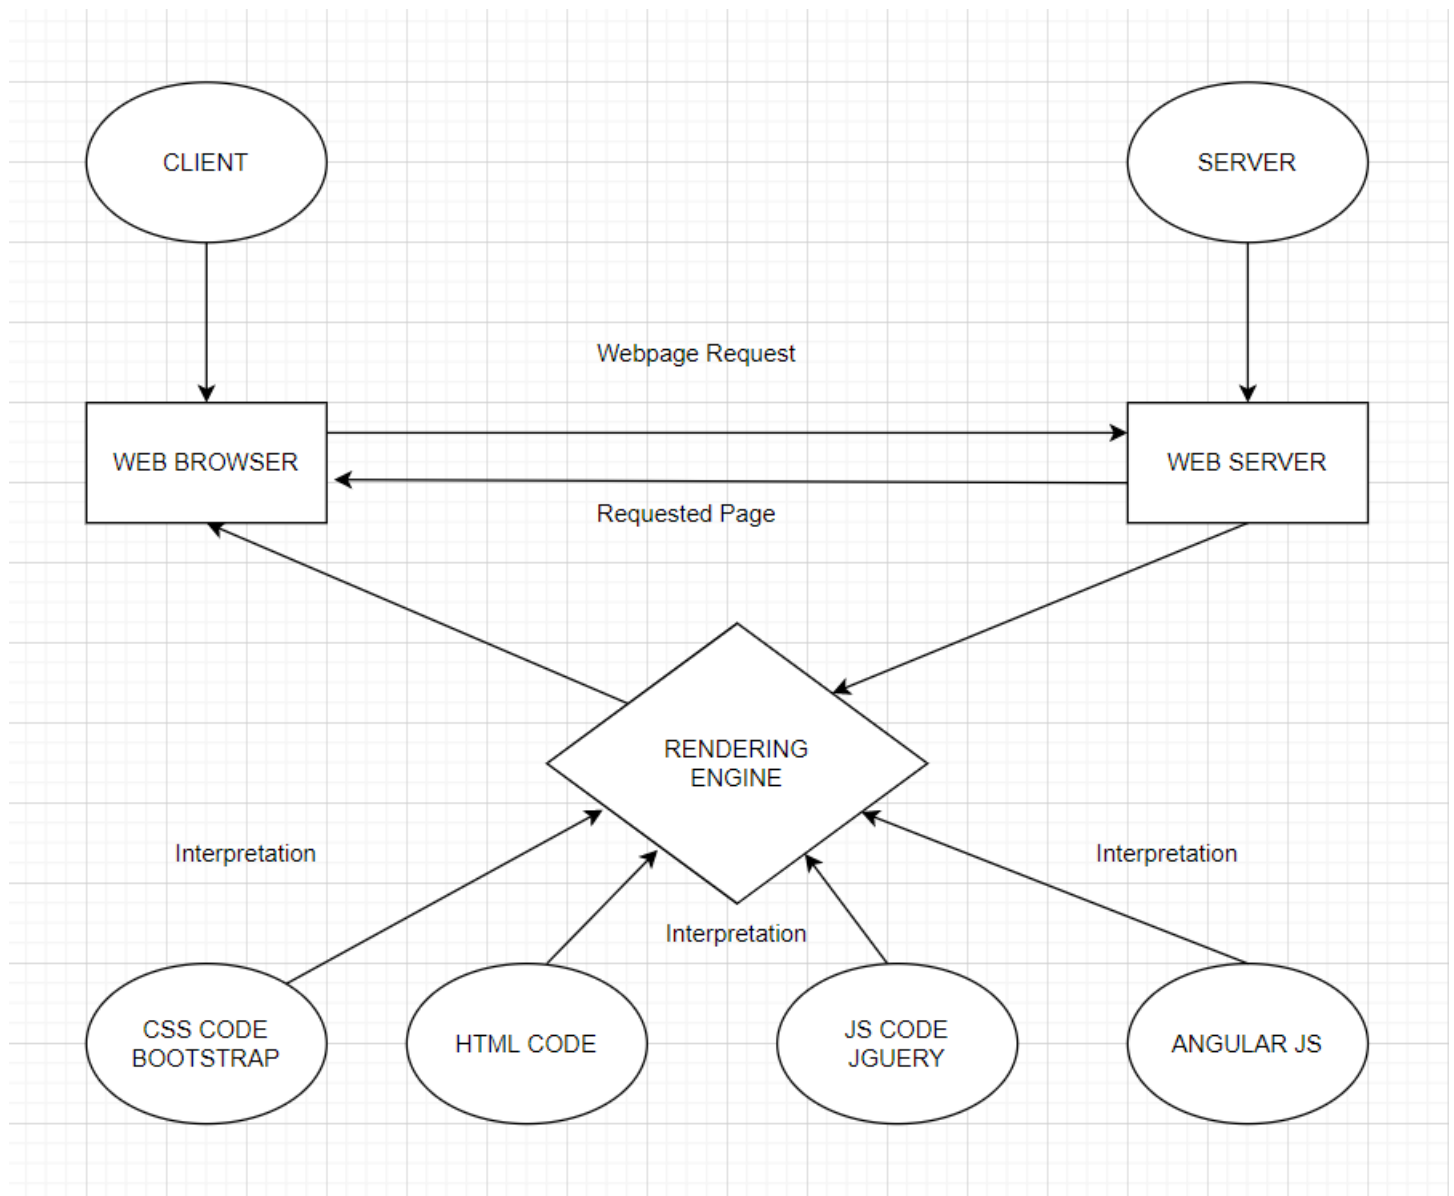 CLIENT
SERVER
Webpage Request
WEB BROWSER
WEB SERVER
Requested Page
RENDERING
ENGINE
Interpretation
Interpretation
Interpretation
CSS CODE
BOOTSTRAP
HTML CODE
JS CODE
JGUERY
ANGULAR JS